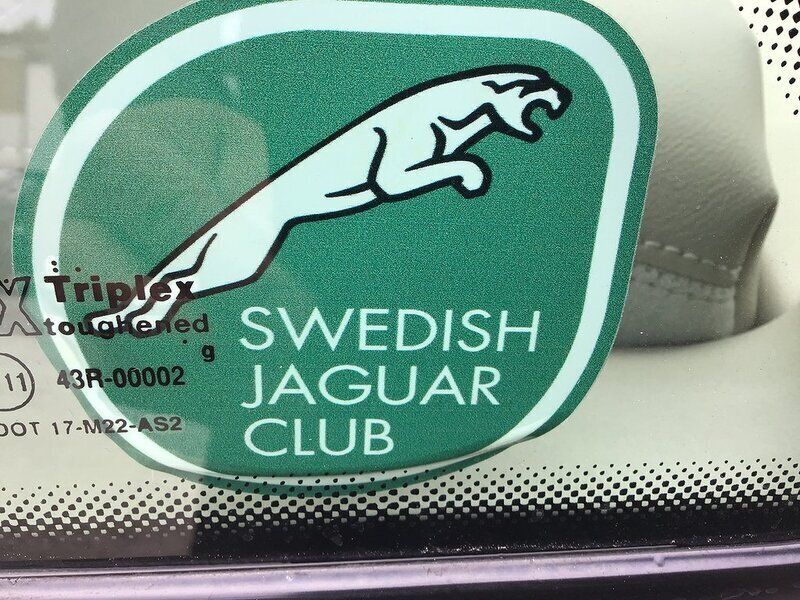 X Triplex
toughened
g
11 43R-00002
DOT 17-M22-AS2
SWEDISH
JAGUAR
CLUB